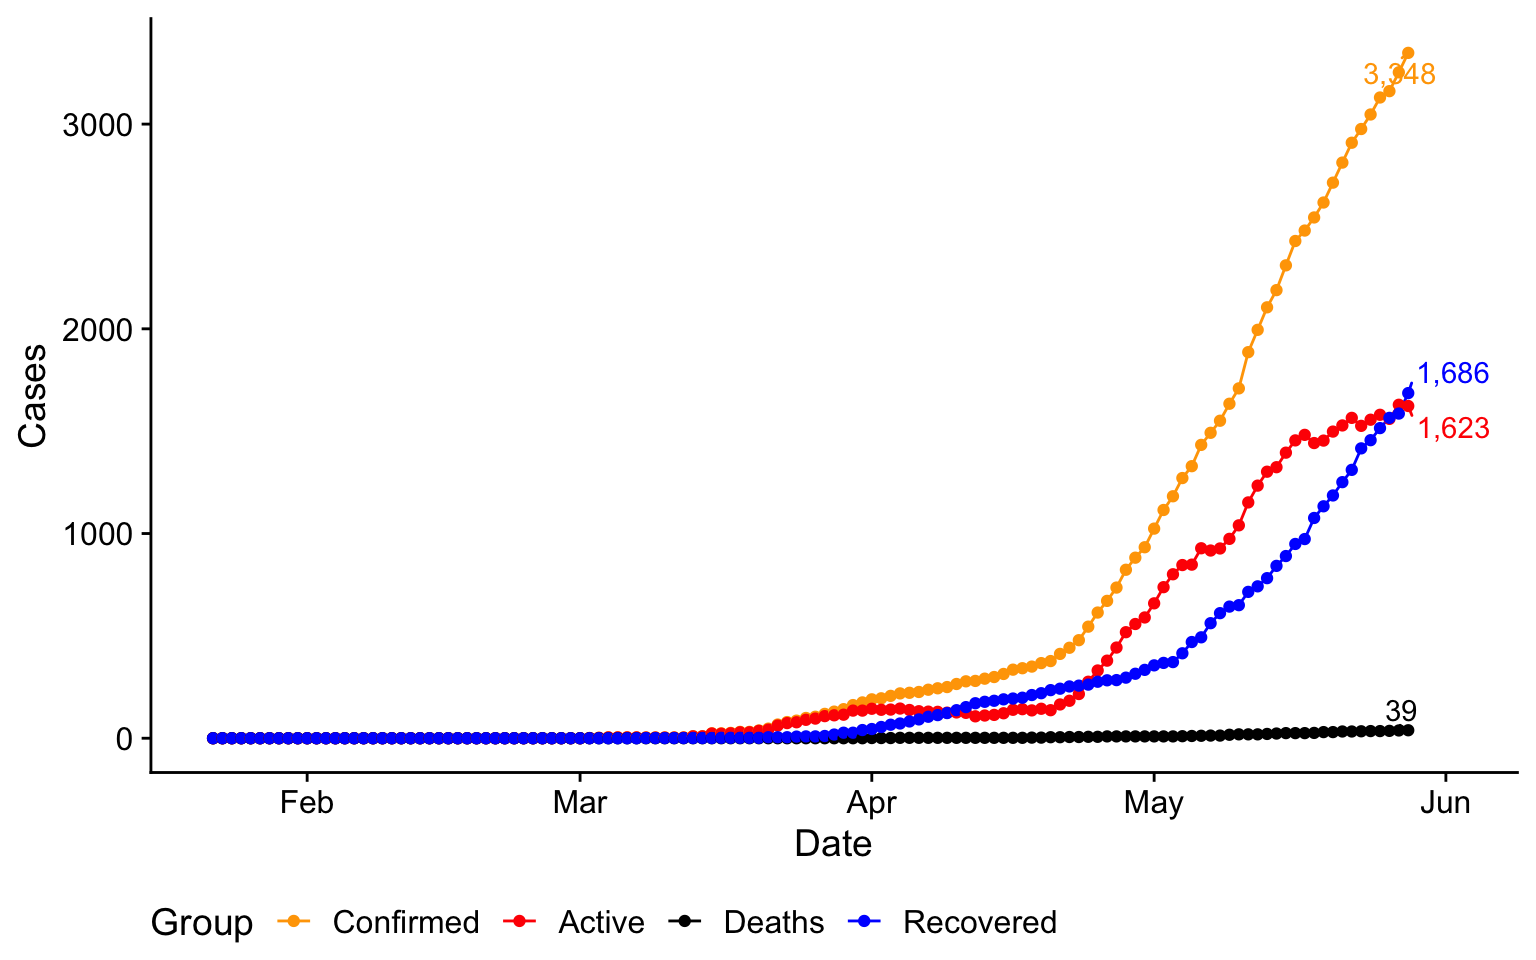 3,348
3000
2000
1,686
1,623
Cases
1000
39
0
Feb Mar Apr May Jun
Date
Group Confirmed Active Deaths Recovered